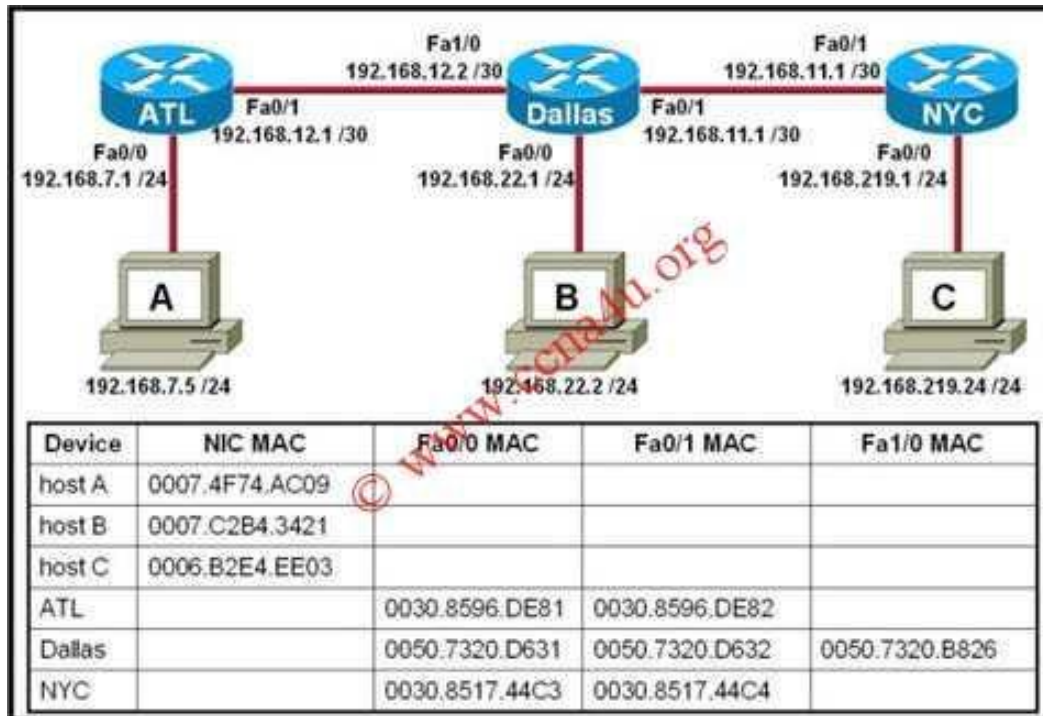 Fa1/0
192.168.12.2 /30
Fa0/1
192.168.11.1 /30
ATL
Fa0/1
192.168.12.1 /30
Dallas
Fa0/1
192.168.11.1 /30
NYC
Fa0/0
192.168.7.1 /24
Fa0/0
192.168.22.1 /24
Fa0/0
192.168.219.1 /24
A
B
C
192.168.7.5 /24
192.168.22.2 /24
192.168.219.24 /24
© www.ccna4u.org
Device NIC MAC Fa0/0 MAC Fa0/1 MAC Fa1/0 MAC
host A 0007.4F74.AC09
host B 0007.C2B4.3421
host C 0006.B2E4.EE03
ATL 0030.8596.DE81 0030.8596.DE82
Dallas 0050.7320.D631 0050.7320.D632 0050.7320.B826
NYC 0030.8517.44C3 0030.8517.44C4